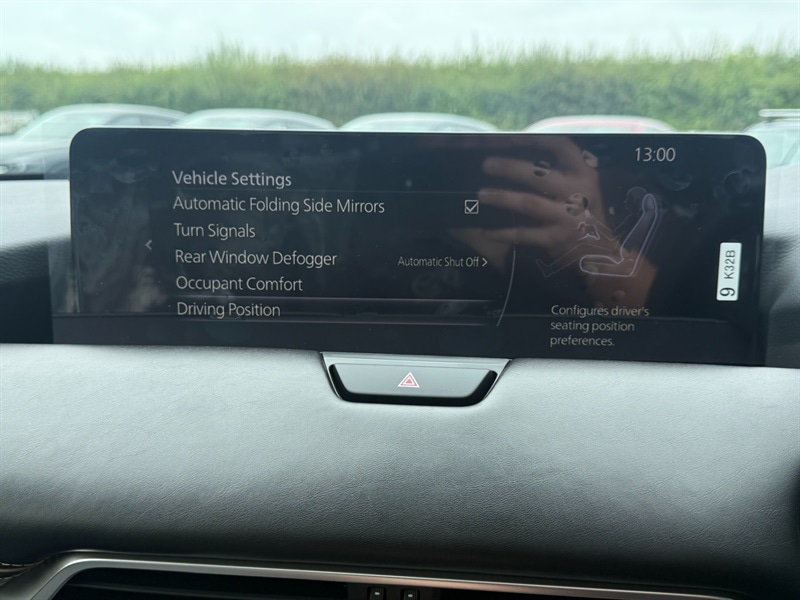 13:00
Vehicle Settings
Automatic Folding Side Mirrors
Turn Signals
Rear Window Defogger Automatic Shut Off >
Occupant Comfort
Driving Position
Configures driver's
seating position
preferences.
9 K32B